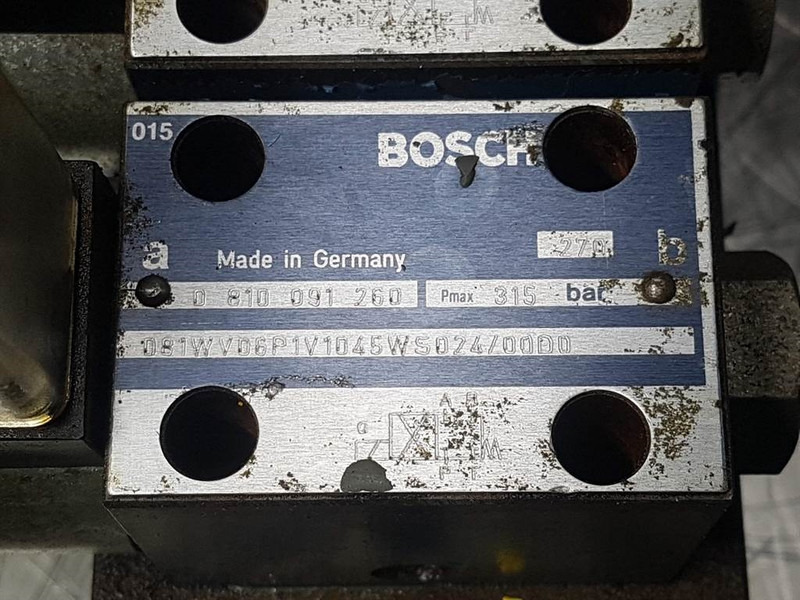 015
BOSCH
270
a b
Made in Germany
0 810 091 260 Pmax 315 bar
081WV06P1V1045WS024/00D0
A B
a
W
P T